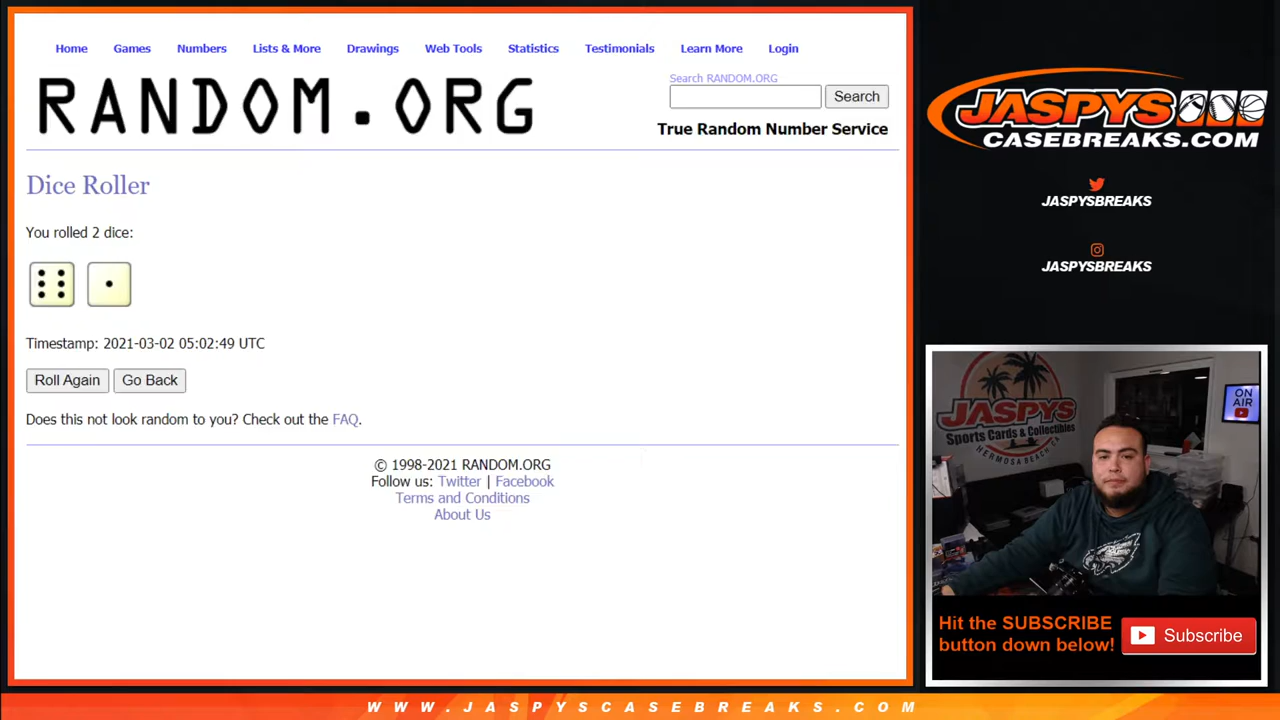 Home Games Numbers Lists & More Drawings Web Tools Statistics Testimonials Learn More Login
RANDOM.ORG
Search RANDOM.ORG
Search
True Random Number Service
Dice Roller
You rolled 2 dice:
Timestamp: 2021-03-02 05:02:49 UTC
Roll Again Go Back
Does this not look random to you? Check out the FAQ.
© 1998-2021 RANDOM.ORG
Follow us: Twitter | Facebook
Terms and Conditions
About Us
JASPYS
CASEBREAKS.COM
JASPYSBREAKS
JASPYSBREAKS
JASPYS
Sports Cards & Collectibles
HERMOSA BEACH CA
ON
AIR
Hit the SUBSCRIBE
button down below!
Subscribe
WWW.JASPYSCASEBREAKS.COM